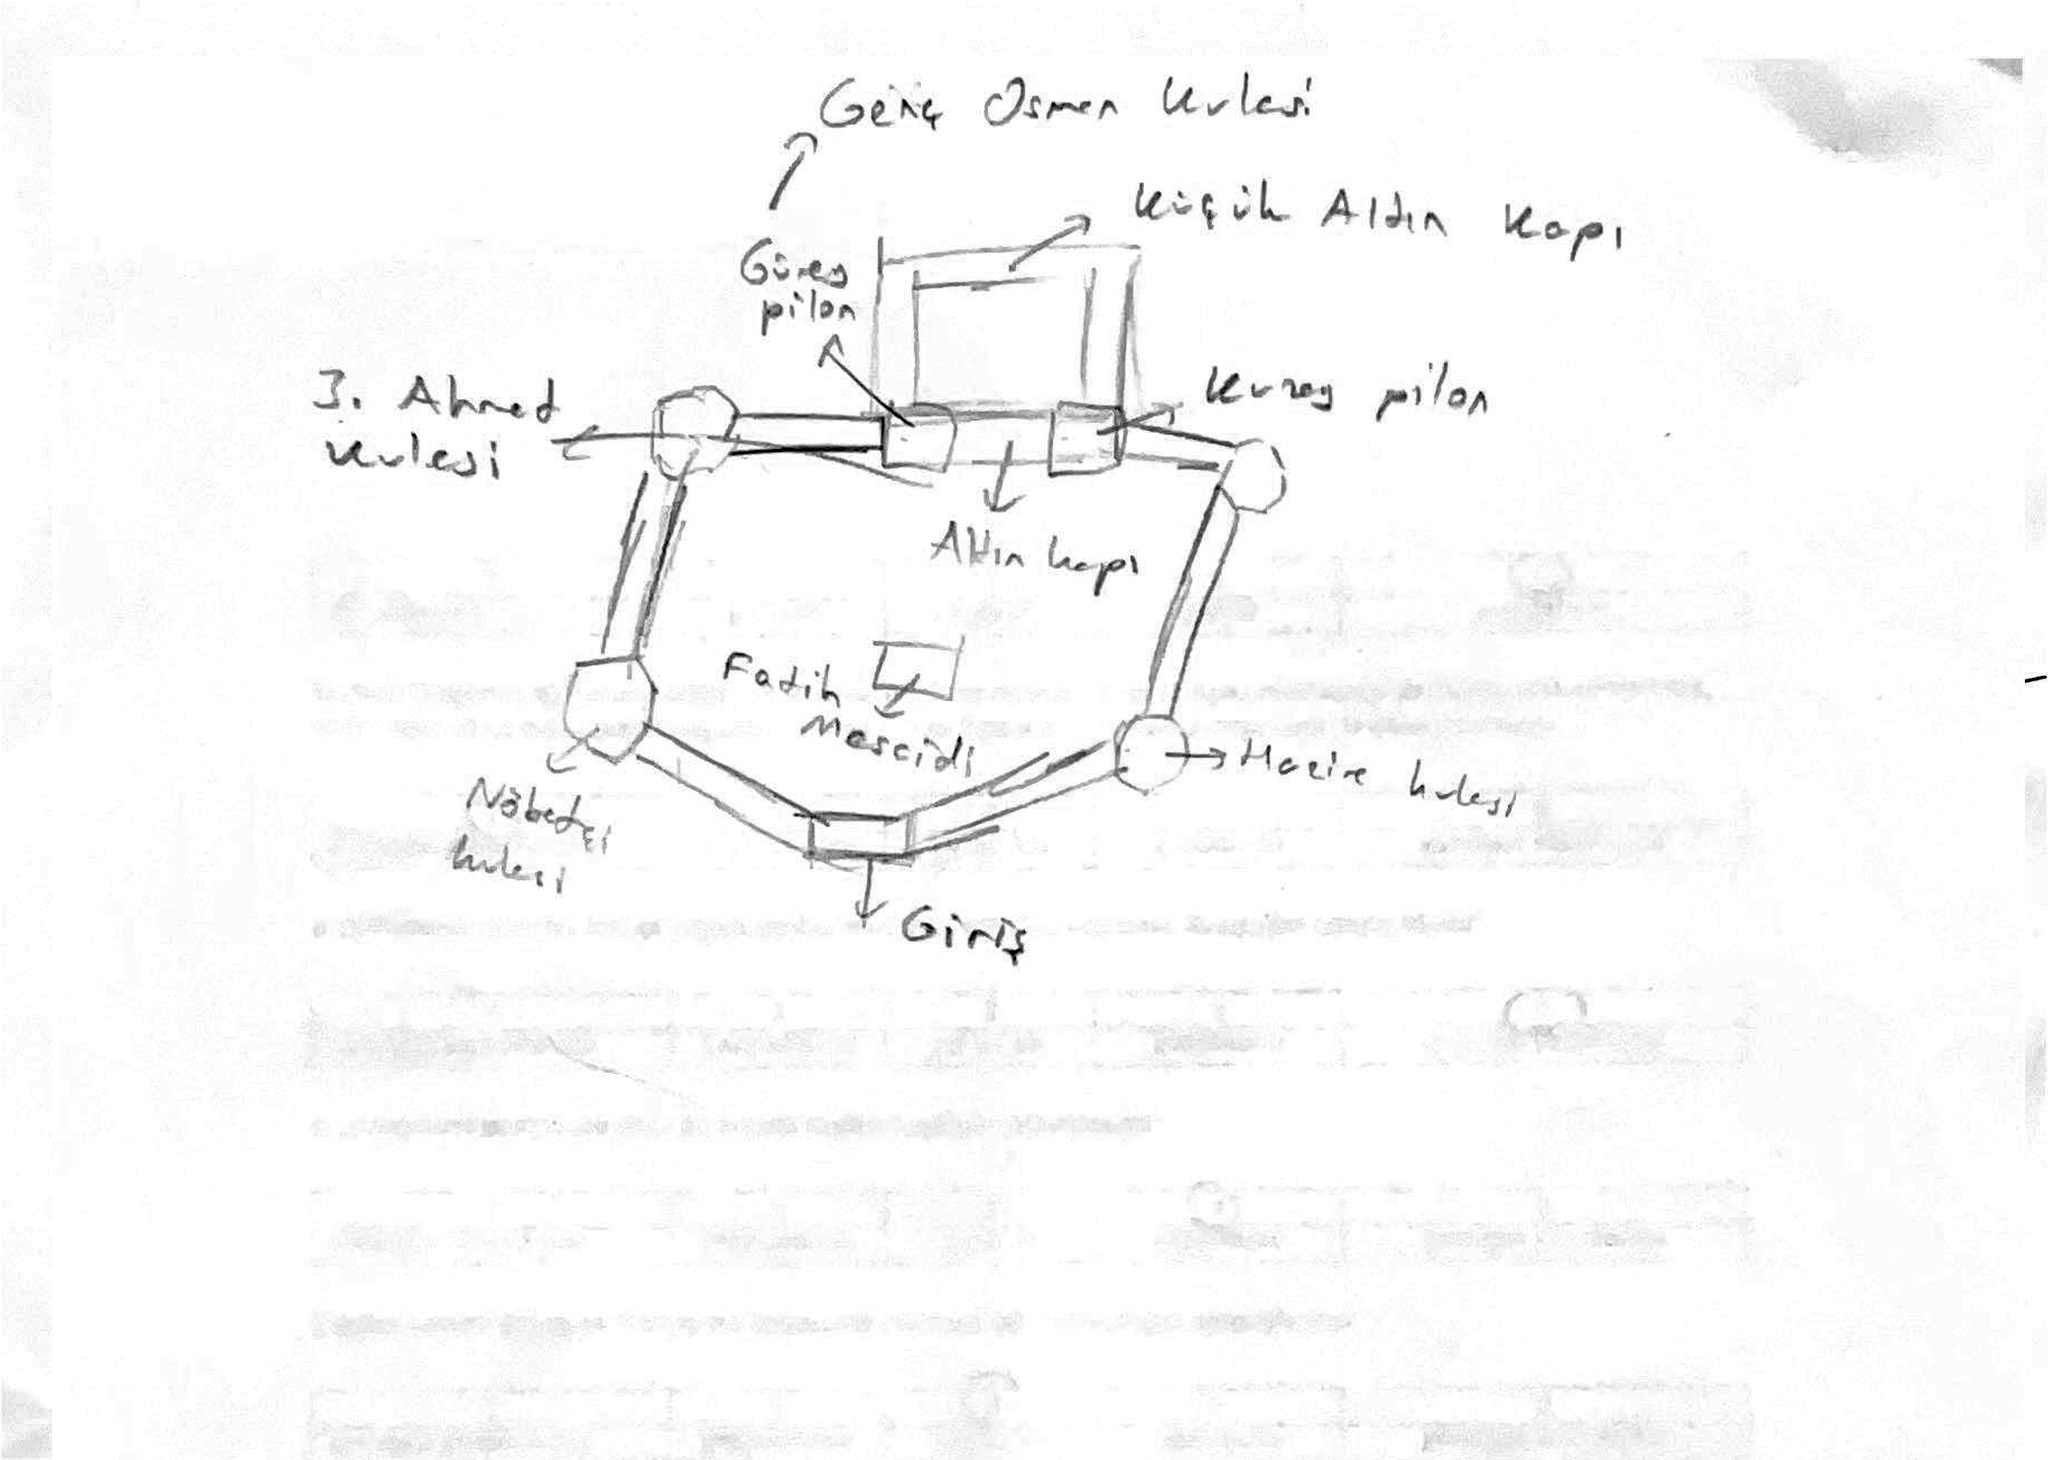 Genç Osman Kulesi
Küçük Altın Kapı
Güney
pilon
3. Ahmed
Kulesi
Kuzey pilon
Altın kapı
Fatih
Mescidi
Hazine kulesi
Nöbetçi
kulesi
Giriş